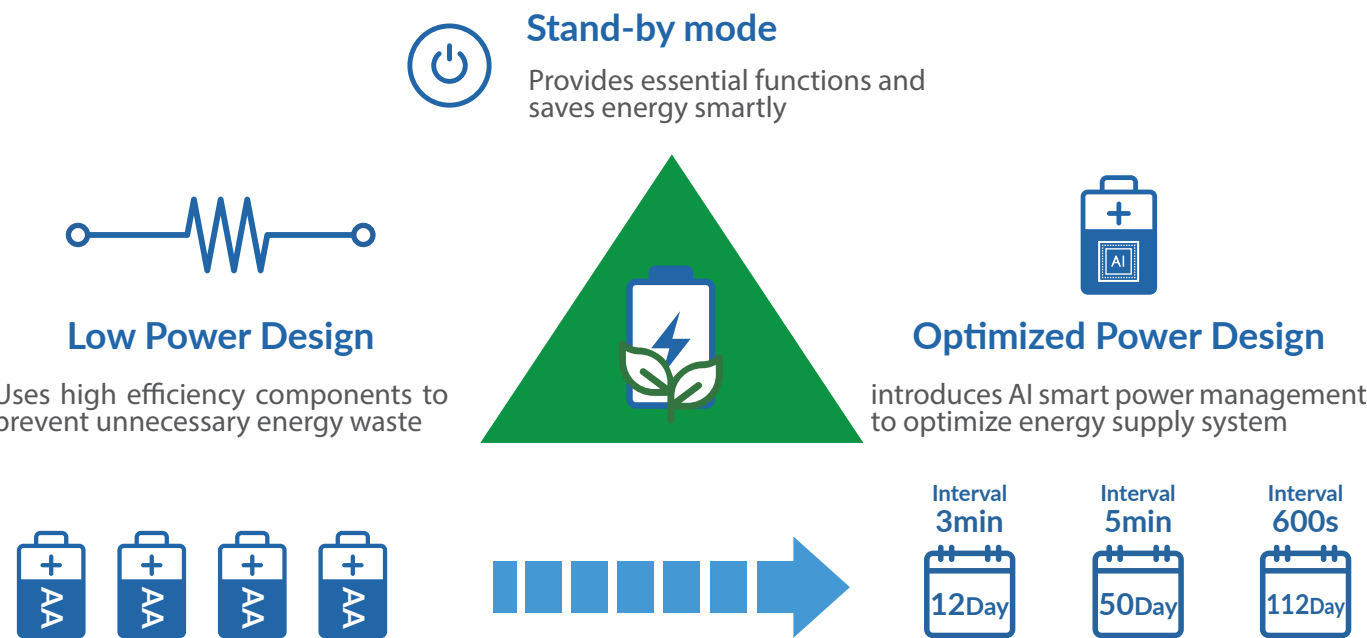 Stand-by mode
Provides essential functions and
saves energy smartly
Low Power Design
Uses high efficiency components to
prevent unnecessary energy waste
AI
Optimized Power Design
introduces AI smart power management
to optimize energy supply system
AA AA AA AA
Interval Interval Interval
3min 5min 600s
12Day 50Day 112Day